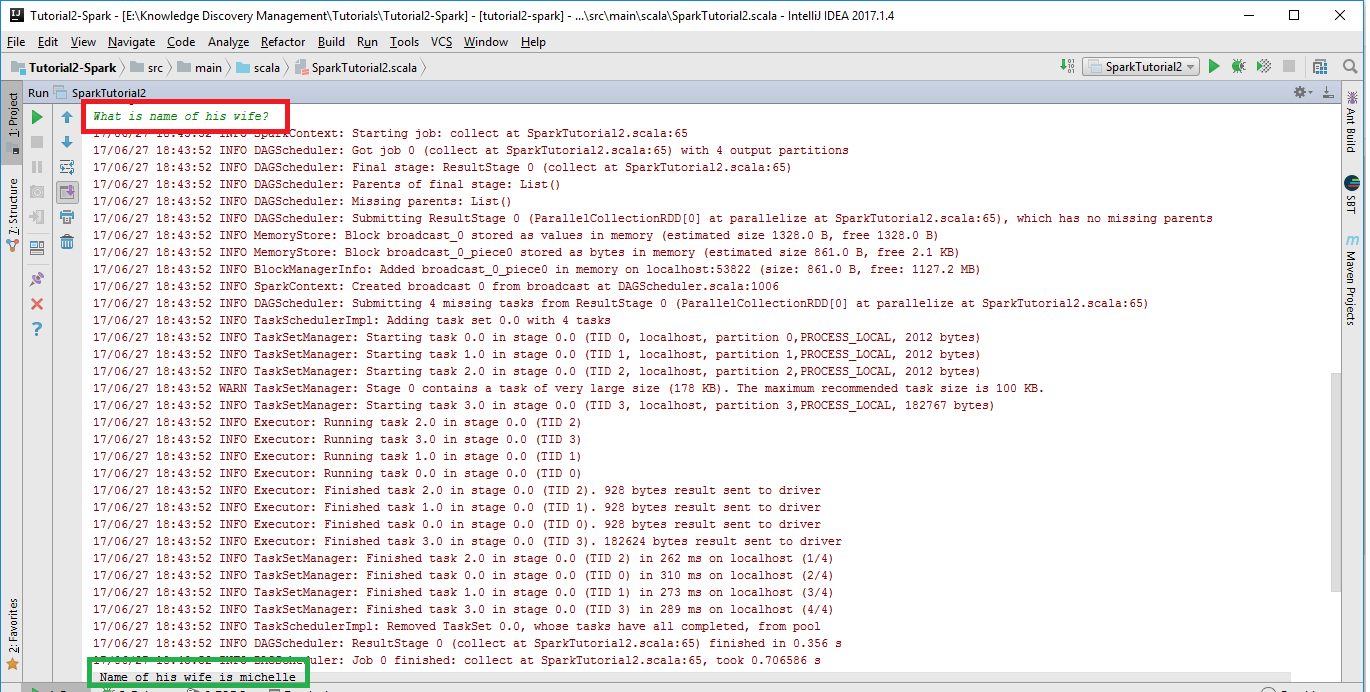 Tutorial2-Spark - [E:\Knowledge Discovery Management\Tutorials\Tutorial2-Spark] - [tutorial2-spark] - ...\src\main\scala\SparkTutorial2.scala - IntelliJ IDEA 2017.1.4
File Edit View Navigate Code Analyze Refactor Build Run Tools VCS Window Help
Tutorial2-Spark src main scala SparkTutorial2.scala SparkTutorial2
Run SparkTutorial2
1: Project
7: Structure
2: Favorites
What is name of his wife?
17/06/27 18:43:52 INFO SparkContext: Starting job: collect at SparkTutorial2.scala:65
17/06/27 18:43:52 INFO DAGScheduler: Got job 0 (collect at SparkTutorial2.scala:65) with 4 output partitions
17/06/27 18:43:52 INFO DAGScheduler: Final stage: ResultStage 0 (collect at SparkTutorial2.scala:65)
17/06/27 18:43:52 INFO DAGScheduler: Parents of final stage: List()
17/06/27 18:43:52 INFO DAGScheduler: Missing parents: List()
17/06/27 18:43:52 INFO DAGScheduler: Submitting ResultStage 0 (ParallelCollectionRDD[0] at parallelize at SparkTutorial2.scala:65), which has no missing parents
17/06/27 18:43:52 INFO MemoryStore: Block broadcast_0 stored as values in memory (estimated size 1328.0 B, free 1328.0 B)
17/06/27 18:43:52 INFO MemoryStore: Block broadcast_0_piece0 stored as bytes in memory (estimated size 861.0 B, free 2.1 KB)
17/06/27 18:43:52 INFO BlockManagerInfo: Added broadcast_0_piece0 in memory on localhost:53822 (size: 861.0 B, free: 1127.2 MB)
17/06/27 18:43:52 INFO SparkContext: Created broadcast 0 from broadcast at DAGScheduler.scala:1006
17/06/27 18:43:52 INFO DAGScheduler: Submitting 4 missing tasks from ResultStage 0 (ParallelCollectionRDD[0] at parallelize at SparkTutorial2.scala:65)
17/06/27 18:43:52 INFO TaskSchedulerImpl: Adding task set 0.0 with 4 tasks
17/06/27 18:43:52 INFO TaskSetManager: Starting task 0.0 in stage 0.0 (TID 0, localhost, partition 0,PROCESS_LOCAL, 2012 bytes)
17/06/27 18:43:52 INFO TaskSetManager: Starting task 1.0 in stage 0.0 (TID 1, localhost, partition 1,PROCESS_LOCAL, 2012 bytes)
17/06/27 18:43:52 INFO TaskSetManager: Starting task 2.0 in stage 0.0 (TID 2, localhost, partition 2,PROCESS_LOCAL, 2012 bytes)
17/06/27 18:43:52 WARN TaskSetManager: Stage 0 contains a task of very large size (178 KB). The maximum recommended task size is 100 KB.
17/06/27 18:43:52 INFO TaskSetManager: Starting task 3.0 in stage 0.0 (TID 3, localhost, partition 3,PROCESS_LOCAL, 182767 bytes)
17/06/27 18:43:52 INFO Executor: Running task 2.0 in stage 0.0 (TID 2)
17/06/27 18:43:52 INFO Executor: Running task 3.0 in stage 0.0 (TID 3)
17/06/27 18:43:52 INFO Executor: Running task 1.0 in stage 0.0 (TID 1)
17/06/27 18:43:52 INFO Executor: Running task 0.0 in stage 0.0 (TID 0)
17/06/27 18:43:52 INFO Executor: Finished task 2.0 in stage 0.0 (TID 2). 928 bytes result sent to driver
17/06/27 18:43:52 INFO Executor: Finished task 1.0 in stage 0.0 (TID 1). 928 bytes result sent to driver
17/06/27 18:43:52 INFO Executor: Finished task 0.0 in stage 0.0 (TID 0). 928 bytes result sent to driver
17/06/27 18:43:52 INFO Executor: Finished task 3.0 in stage 0.0 (TID 3). 182624 bytes result sent to driver
17/06/27 18:43:52 INFO TaskSetManager: Finished task 2.0 in stage 0.0 (TID 2) in 262 ms on localhost (1/4)
17/06/27 18:43:52 INFO TaskSetManager: Finished task 0.0 in stage 0.0 (TID 0) in 310 ms on localhost (2/4)
17/06/27 18:43:52 INFO TaskSetManager: Finished task 1.0 in stage 0.0 (TID 1) in 273 ms on localhost (3/4)
17/06/27 18:43:52 INFO TaskSetManager: Finished task 3.0 in stage 0.0 (TID 3) in 289 ms on localhost (4/4)
17/06/27 18:43:52 INFO TaskSchedulerImpl: Removed TaskSet 0.0, whose tasks have all completed, from pool
17/06/27 18:43:52 INFO DAGScheduler: ResultStage 0 (collect at SparkTutorial2.scala:65) finished in 0.356 s
17/06/27 18:43:52 INFO DAGScheduler: Job 0 finished: collect at SparkTutorial2.scala:65, took 0.706586 s
Name of his wife is michelle
Ant Build
SBT
Maven Projects